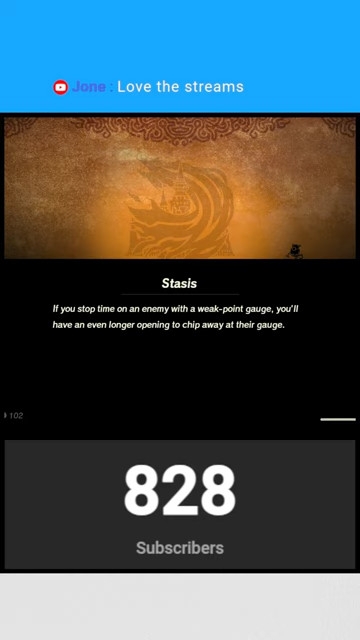 Jone : Love the streams
Stasis
If you stop time on an enemy with a weak-point gauge, you'll
have an even longer opening to chip away at their gauge.
102
828
Subscribers